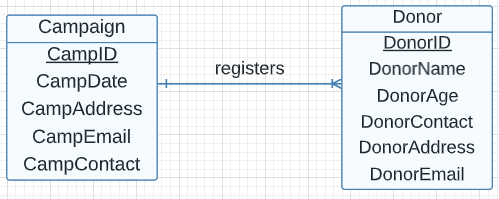 Campaign
CampID
CampDate
CampAddress
CampEmail
CampContact
registers
Donor
DonorID
DonorName
DonorAge
DonorContact
DonorAddress
DonorEmail